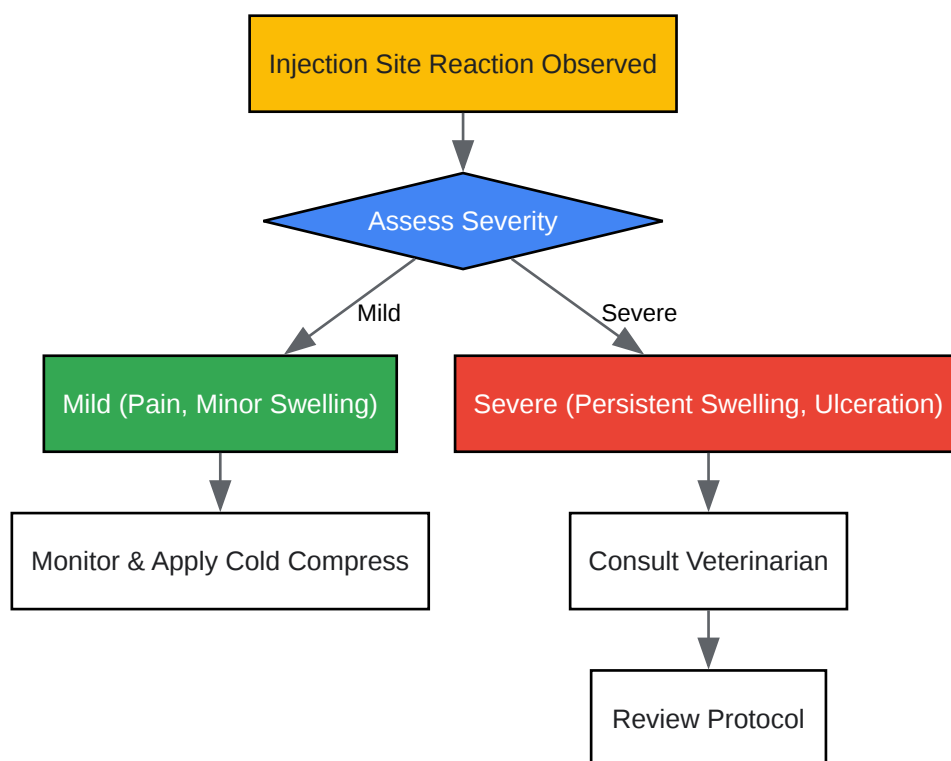 Injection Site Reaction Observed
Assess Severity
Mild
Severe
Mild (Pain, Minor Swelling)
Severe (Persistent Swelling, Ulceration)
Monitor & Apply Cold Compress
Consult Veterinarian
Review Protocol